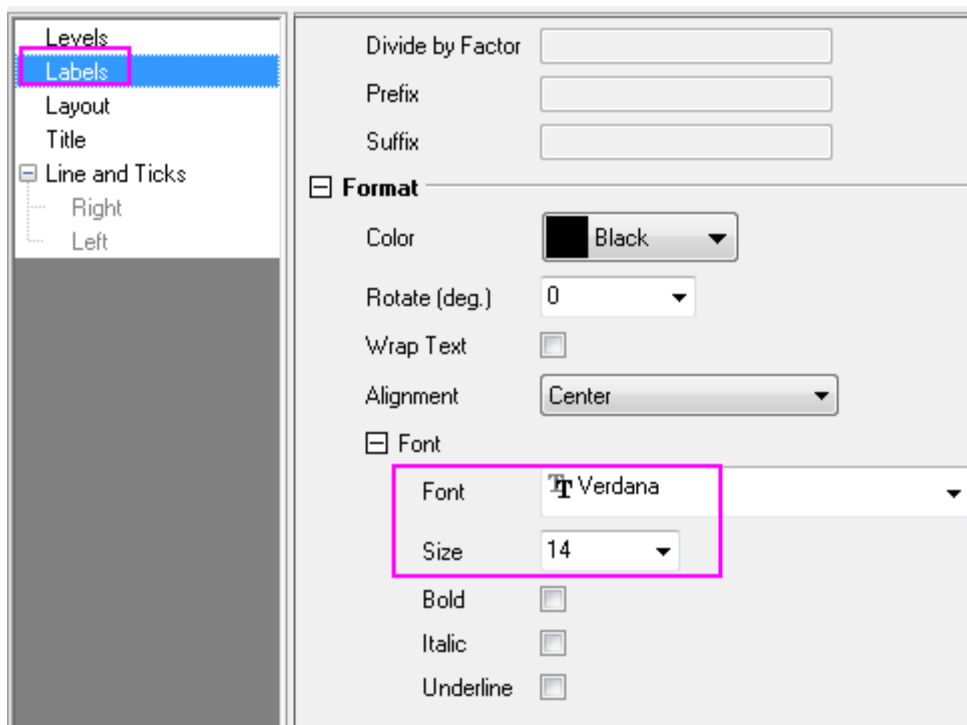 Levels
Labels
Layout
Title
Line and Ticks
Right
Left
Divide by Factor
Prefix
Suffix
Format
Color Black
Rotate (deg.) 0
Wrap Text
Alignment Center
Font
Font Verdana
Size 14
Bold
Italic
Underline